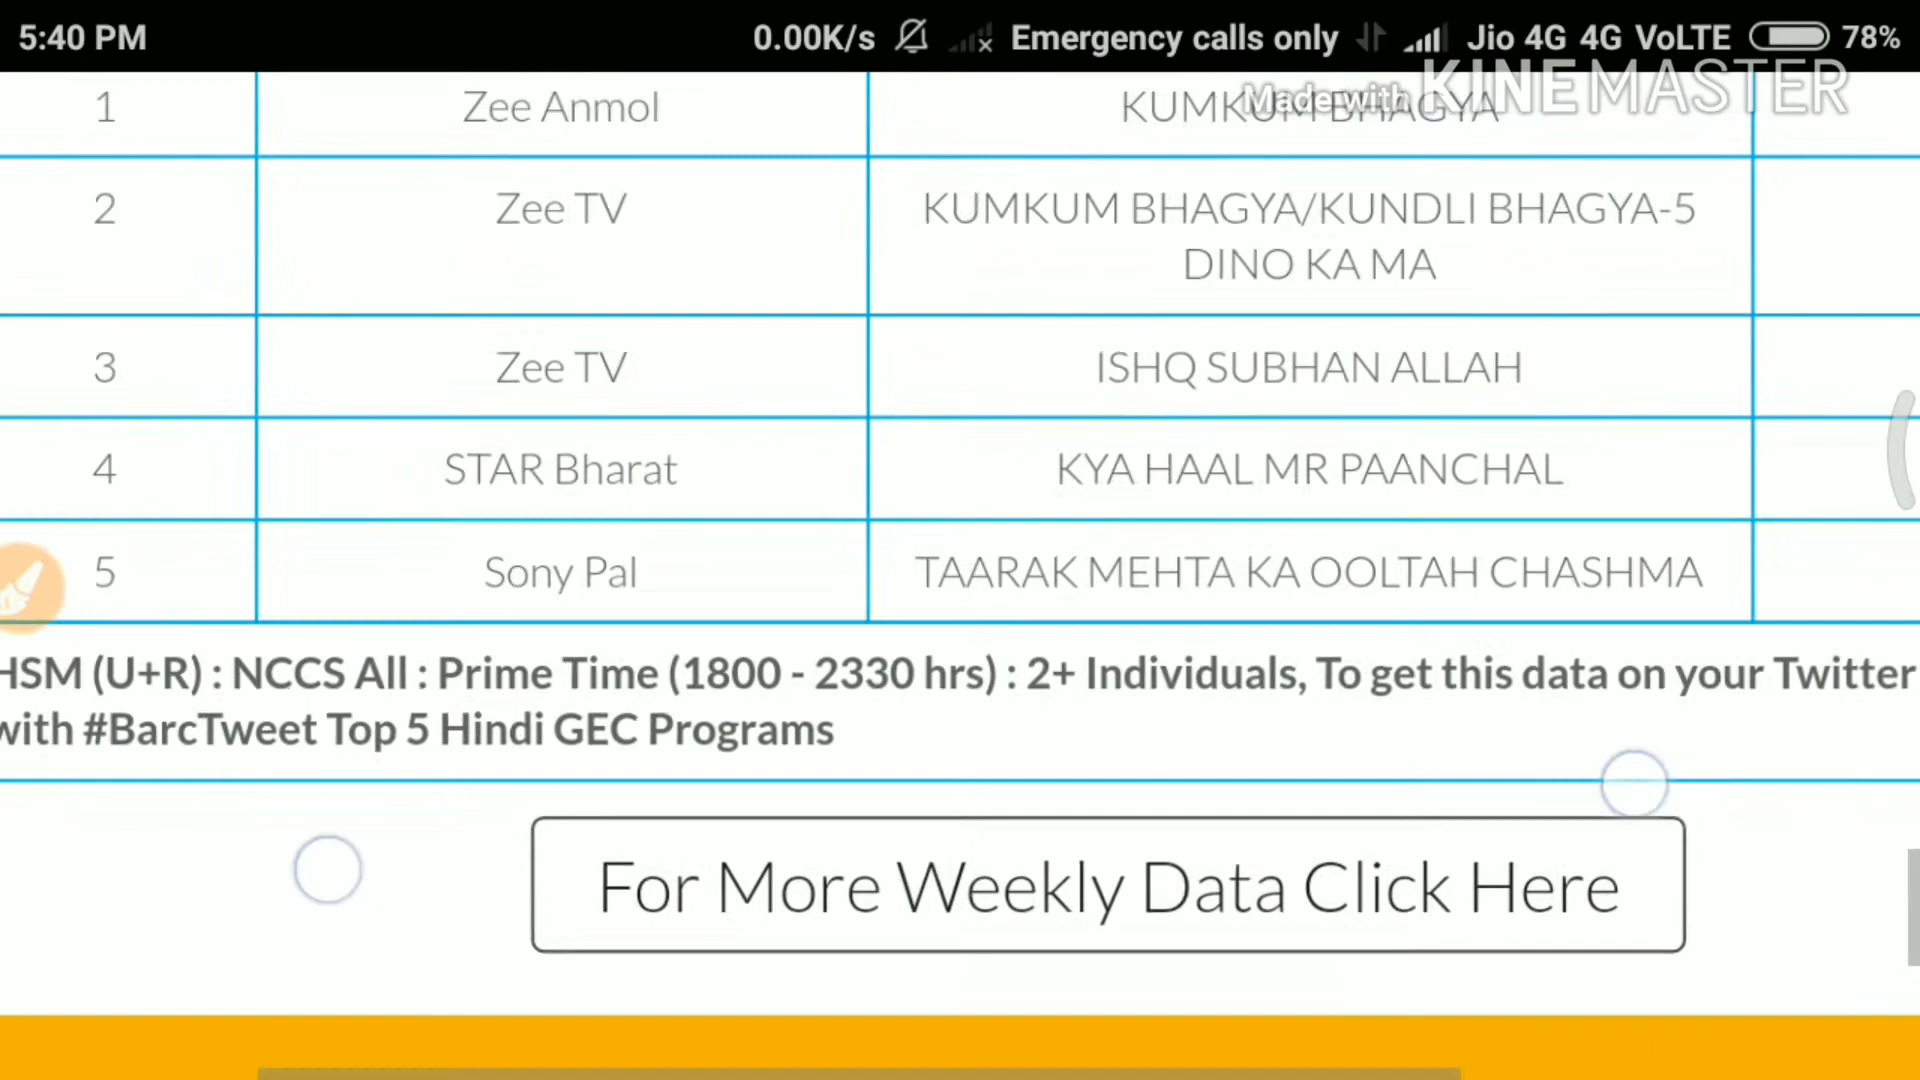 5:40 PM 0.00K/s Emergency calls only Jio 4G 4G VoLTE 78%
Made with KINEMASTER
1 Zee Anmol KUMKUM BHAGYA
2 Zee TV KUMKUM BHAGYA/KUNDLI BHAGYA-5
DINO KA MA
3 Zee TV ISHQ SUBHAN ALLAH
4 STAR Bharat KYA HAAL MR PAANCHAL
5 Sony Pal TAARAK MEHTA KA OOLTAH CHASHMA
HSM (U+R) : NCCS All : Prime Time (1800 - 2330 hrs) : 2+ Individuals, To get this data on your Twitter
with #BarcTweet Top 5 Hindi GEC Programs
For More Weekly Data Click Here